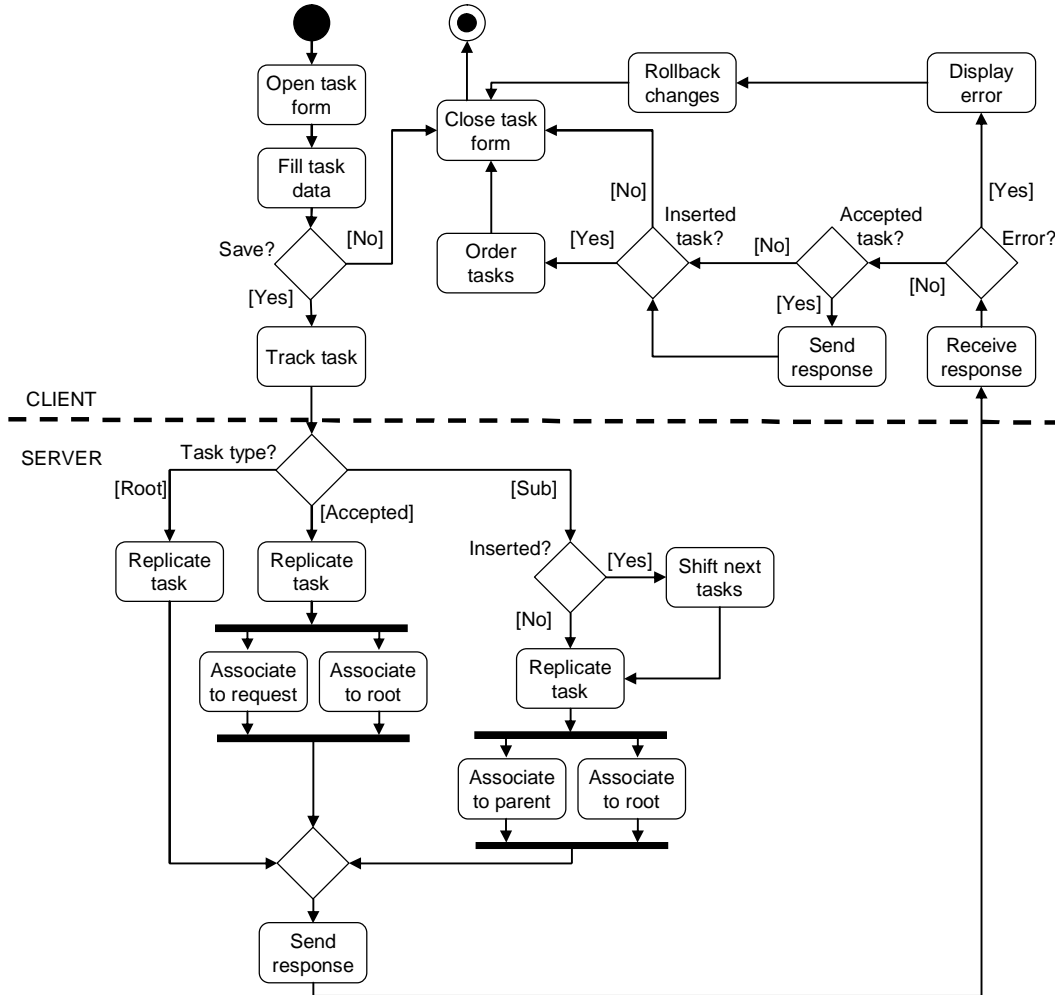 Open task
form
Fill task
data
Save?
[No]
[Yes]
Track task
Close task
form
Rollback
changes
Display
error
[No]
[Yes]
Inserted
task?
[Yes]
Order
tasks
Accepted
task?
[No]
[Yes]
Error?
[No]
Send
response
Receive
response
CLIENT
SERVER
Task type?
[Root]
[Accepted]
[Sub]
Replicate
task
Replicate
task
Inserted?
[Yes]
Shift next
tasks
[No]
Associate
to request
Associate
to root
Replicate
task
Associate
to parent
Associate
to root
Send
response